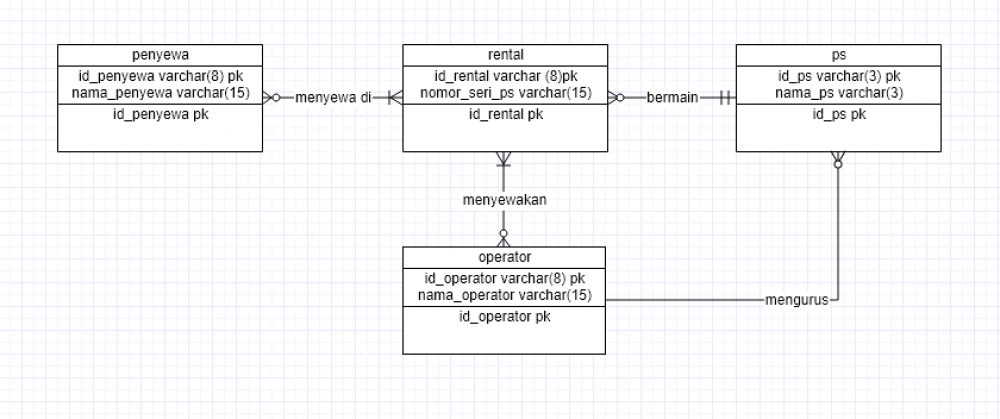 penyewa
id_penyewa varchar(8) pk
nama_penyewa varchar(15)
id_penyewa pk
menyewa di
rental
id_rental varchar (8)pk
nomor_seri_ps varchar(15)
id_rental pk
bermain
ps
id_ps varchar(3) pk
nama_ps varchar(3)
id_ps pk
menyewakan
operator
id_operator varchar(8) pk
nama_operator varchar(15)
id_operator pk
mengurus